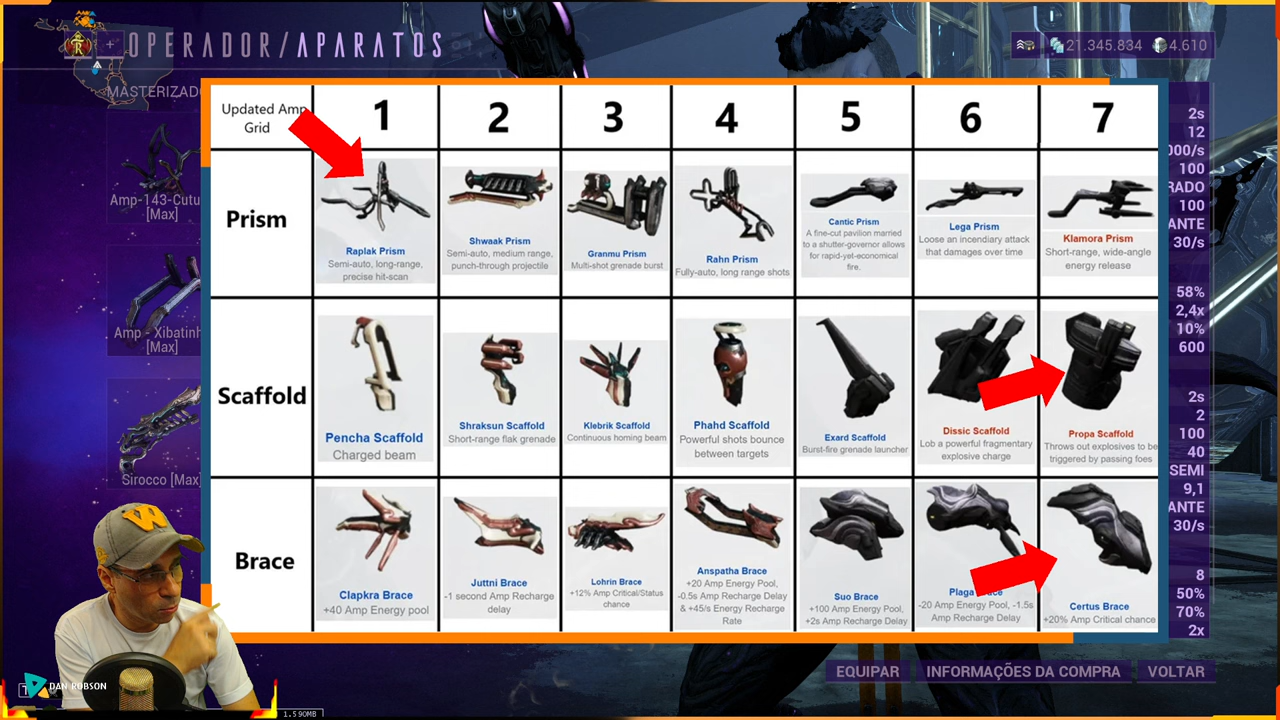 OPERADOR/APARATOS
21.345.834 4.610
MASTERIZADO
Amp-143-Cutu
[Max]
Amp - Xibatinh
[Max]
Sirocco [Max]
Updated Amp
Grid
1 2 3 4 5 6 7
Prism
Raplak Prism
Semi-auto, long-range,
precise hit-scan
Shwaak Prism
Semi-auto, medium range,
punch-through projectile
Granmu Prism
Multi-shot grenade burst
Rahn Prism
Fully-auto, long range shots
Cantic Prism
A fine-cut pavilion married
to a shutter-governor allows
for rapid-yet-economical
fire.
Lega Prism
Loose an incendiary attack
that damages over time
Klamora Prism
Short-range, wide-angle
energy release
Scaffold
Pencha Scaffold
Charged beam
Shraksun Scaffold
Short-range flak grenade
Klebrik Scaffold
Continuous homing beam
Phahd Scaffold
Powerful shots bounce
between targets
Exard Scaffold
Burst-fire grenade launcher
Dissic Scaffold
Lob a powerful fragmentary
explosive charge
Propa Scaffold
Throws out explosives to be
triggered by passing foes
Brace
Clapkra Brace
+40 Amp Energy pool
Juttni Brace
-1 second Amp Recharge
delay
Lohrin Brace
+12% Amp Critical/Status
chance
Anspatha Brace
+20 Amp Energy Pool,
-0.5s Amp Recharge Delay
& +45/s Energy Recharge
Rate
Suo Brace
+100 Amp Energy Pool,
+2s Amp Recharge Delay
Plaga Brace
-20 Amp Energy Pool, -1.5s
Amp Recharge Delay
Certus Brace
+20% Amp Critical chance
2s
12
000/s
100
RADO
100
ANTE
30/s
58%
2,4x
10%
600
2s
2
100
40
SEMI
9,1
ANTE
30/s
8
50%
70%
2x
EQUIPAR INFORMAÇÕES DA COMPRA VOLTAR
W
DAN ROBSON
1.590MB